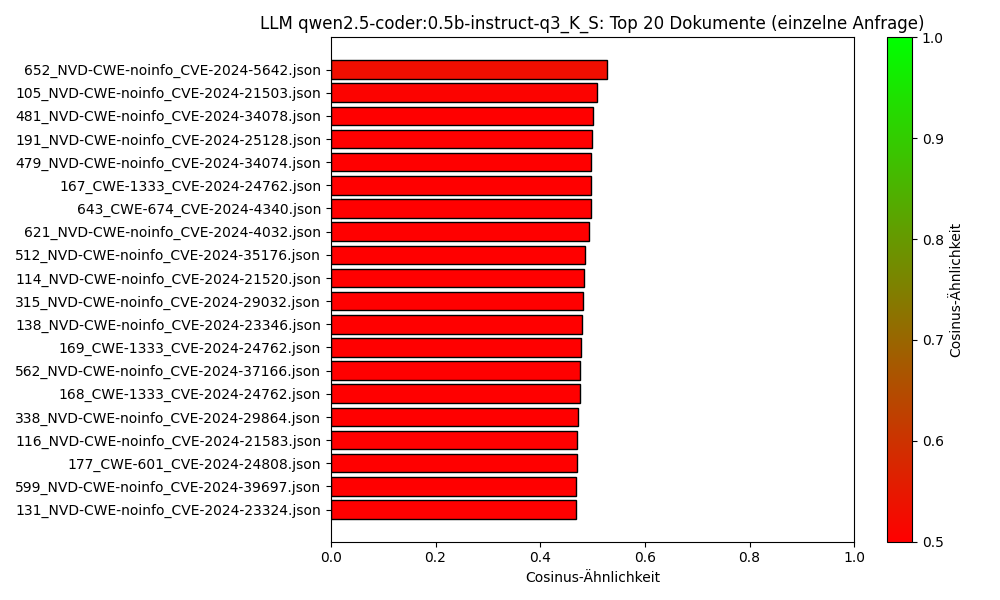 LLM qwen2.5-coder:0.5b-instruct-q3_K_S: Top 20 Dokumente (einzelne Anfrage)
652_NVD-CWE-noinfo_CVE-2024-5642.json
105_NVD-CWE-noinfo_CVE-2024-21503.json
481_NVD-CWE-noinfo_CVE-2024-34078.json
191_NVD-CWE-noinfo_CVE-2024-25128.json
479_NVD-CWE-noinfo_CVE-2024-34074.json
167_CWE-1333_CVE-2024-24762.json
643_CWE-674_CVE-2024-4340.json
621_NVD-CWE-noinfo_CVE-2024-4032.json
512_NVD-CWE-noinfo_CVE-2024-35176.json
114_NVD-CWE-noinfo_CVE-2024-21520.json
315_NVD-CWE-noinfo_CVE-2024-29032.json
138_NVD-CWE-noinfo_CVE-2024-23346.json
169_CWE-1333_CVE-2024-24762.json
562_NVD-CWE-noinfo_CVE-2024-37166.json
168_CWE-1333_CVE-2024-24762.json
338_NVD-CWE-noinfo_CVE-2024-29864.json
116_NVD-CWE-noinfo_CVE-2024-21583.json
177_CWE-601_CVE-2024-24808.json
599_NVD-CWE-noinfo_CVE-2024-39697.json
131_NVD-CWE-noinfo_CVE-2024-23324.json
0.0 0.2 0.4 0.6 0.8 1.0
Cosinus-Ähnlichkeit
1.0
0.9
0.8
0.7
0.6
0.5
Cosinus-Ähnlichkeit